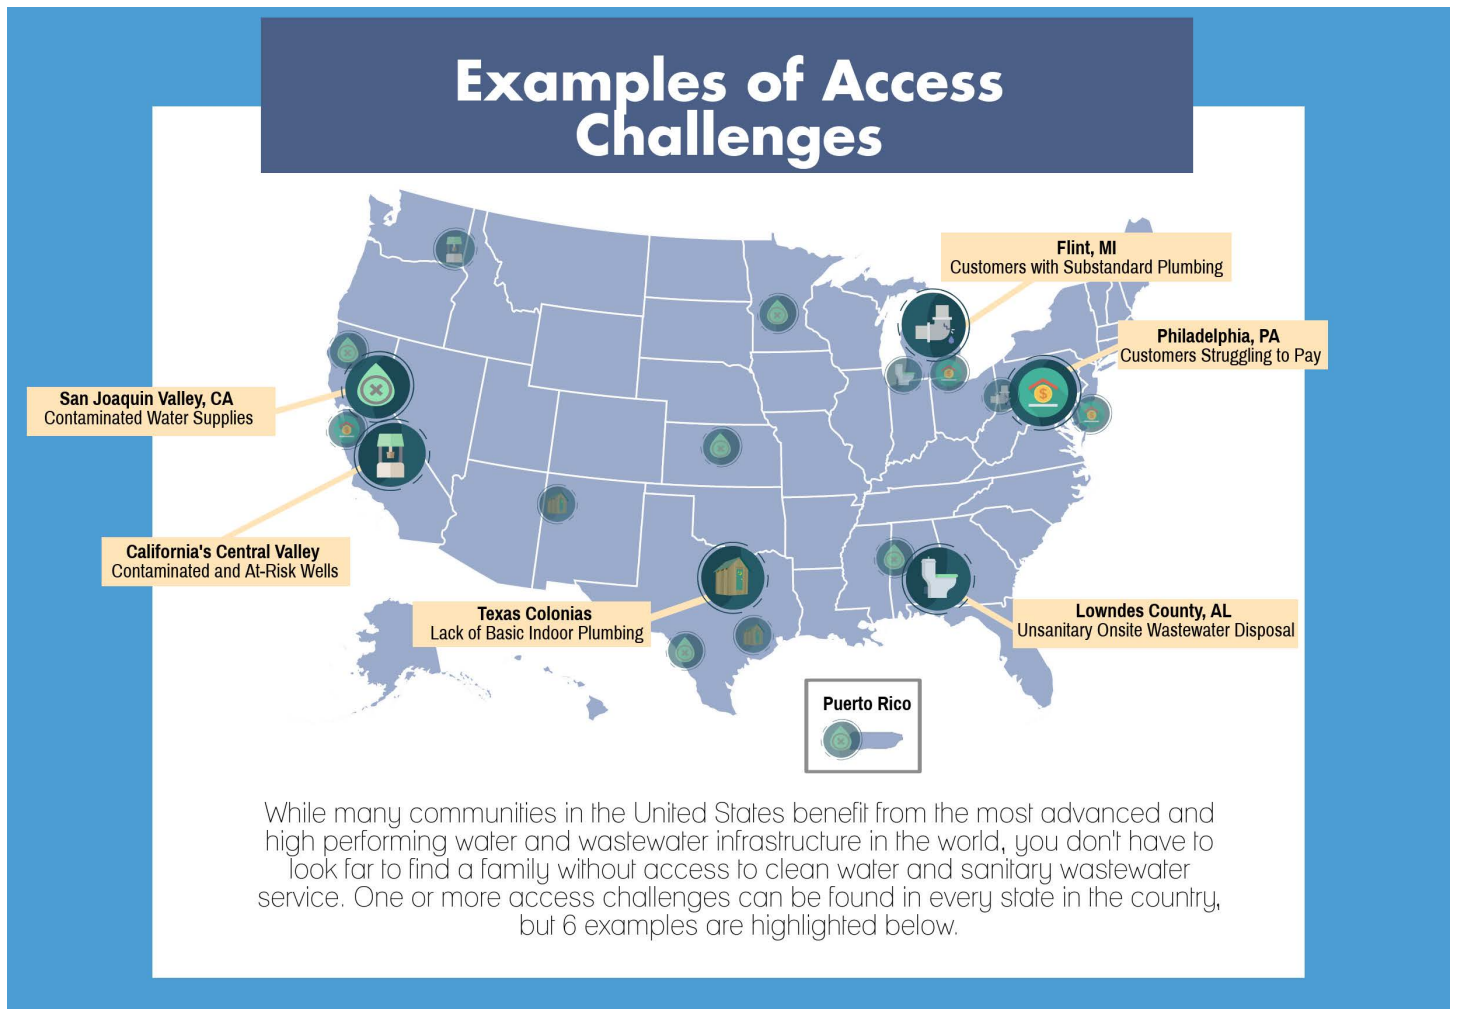 Examples of Access
Challenges
Flint, MI
Customers with Substandard Plumbing
Philadelphia, PA
Customers Struggling to Pay
San Joaquin Valley, CA
Contaminated Water Supplies
California's Central Valley
Contaminated and At-Risk Wells
Texas Colonias
Lack of Basic Indoor Plumbing
Lowndes County, AL
Unsanitary Onsite Wastewater Disposal
Puerto Rico
While many communities in the United States benefit from the most advanced and
high performing water and wastewater infrastructure in the world, you don't have to
look far to find a family without access to clean water and sanitary wastewater
service. One or more access challenges can be found in every state in the country,
but 6 examples are highlighted below.